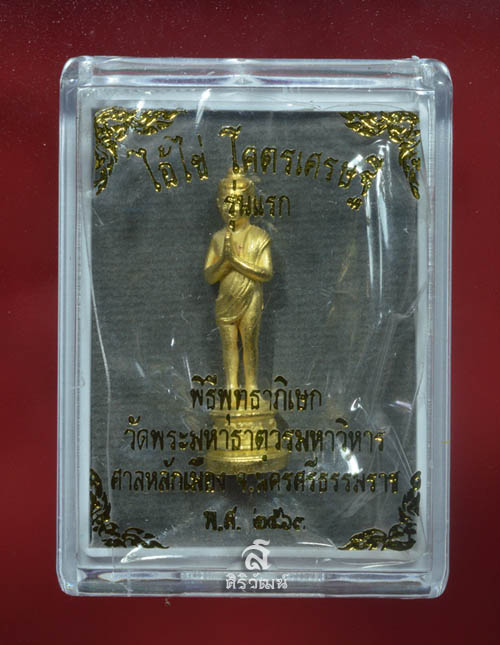 ไอ้ไข่ โคตรเศรษฐี
รุ่นแรก
พิธีพุทธาภิเษก
วัดพระมหาธาตุวรมหาวิหาร
ศาลหลักเมือง จ.นครศรีธรรมราช
พ.ศ. ๒๕๖๓
ส
ศิริวัฒน์